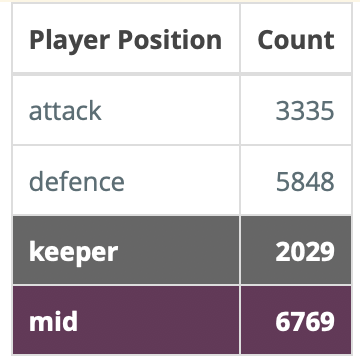 Player Position Count
attack 3335
defence 5848
keeper 2029
mid 6769